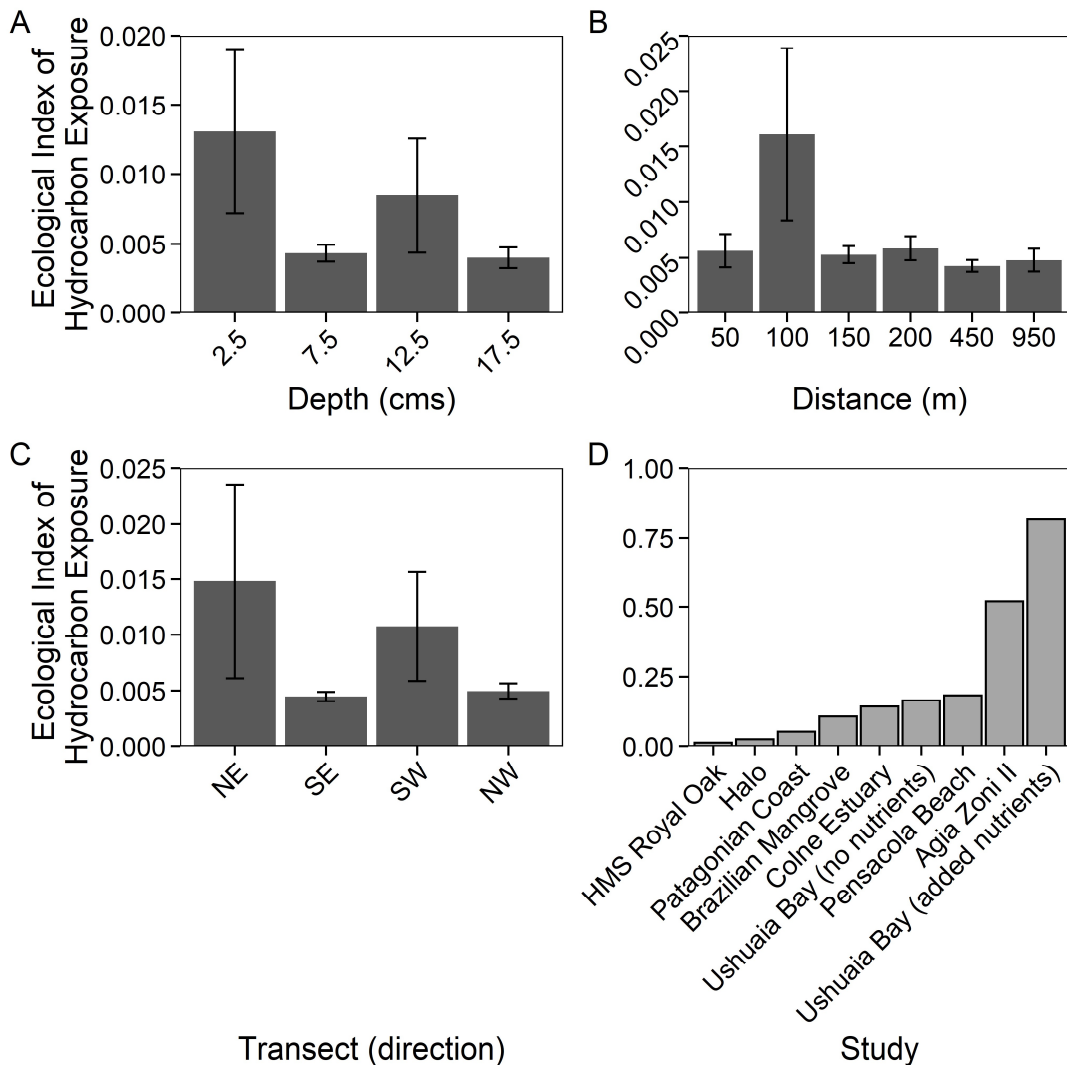 A
Ecological Index of
Hydrocarbon Exposure
0.020
0.015
0.010
0.005
0.000
2.5
7.5
12.5
17.5
Depth (cms)
B
0.025
0.020
0.015
0.010
0.005
0.000
50
100
150
200
450
950
Distance (m)
C
Ecological Index of
Hydrocarbon Exposure
0.025
0.020
0.015
0.010
0.005
0.000
NE
SE
SW
NW
Transect (direction)
D
1.00
0.75
0.50
0.25
0.00
HMS Royal Oak
Halo
Patagonian Coast
Brazilian Mangrove
Colne Estuary
Ushuaia Bay (no nutrients)
Pensacola Beach
Agia Zoni II
Ushuaia Bay (added nutrients)
Study